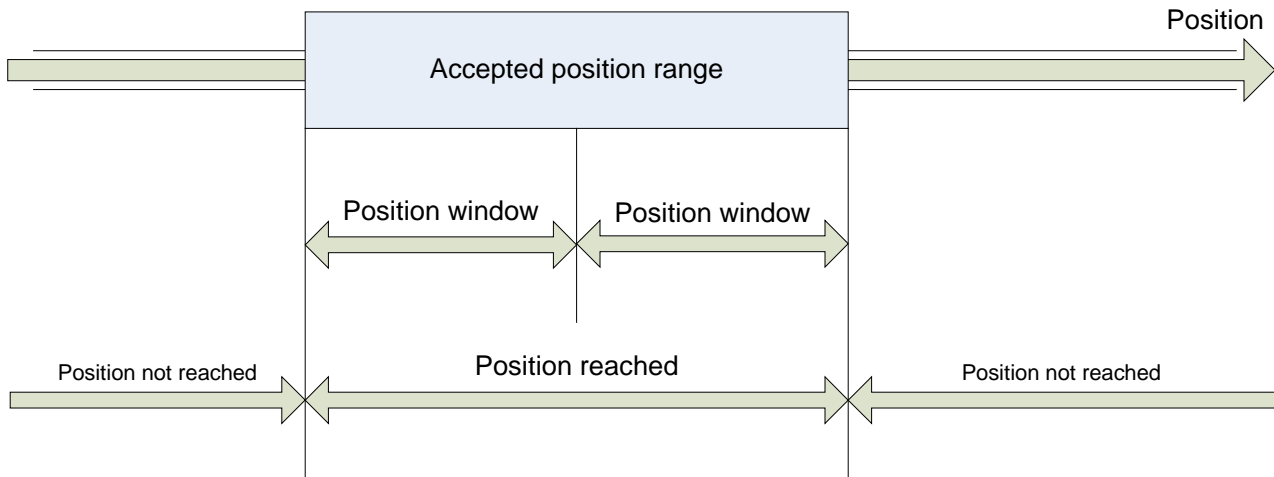 Position
Accepted position range
Position window
Position window
Position not reached
Position reached
Position not reached